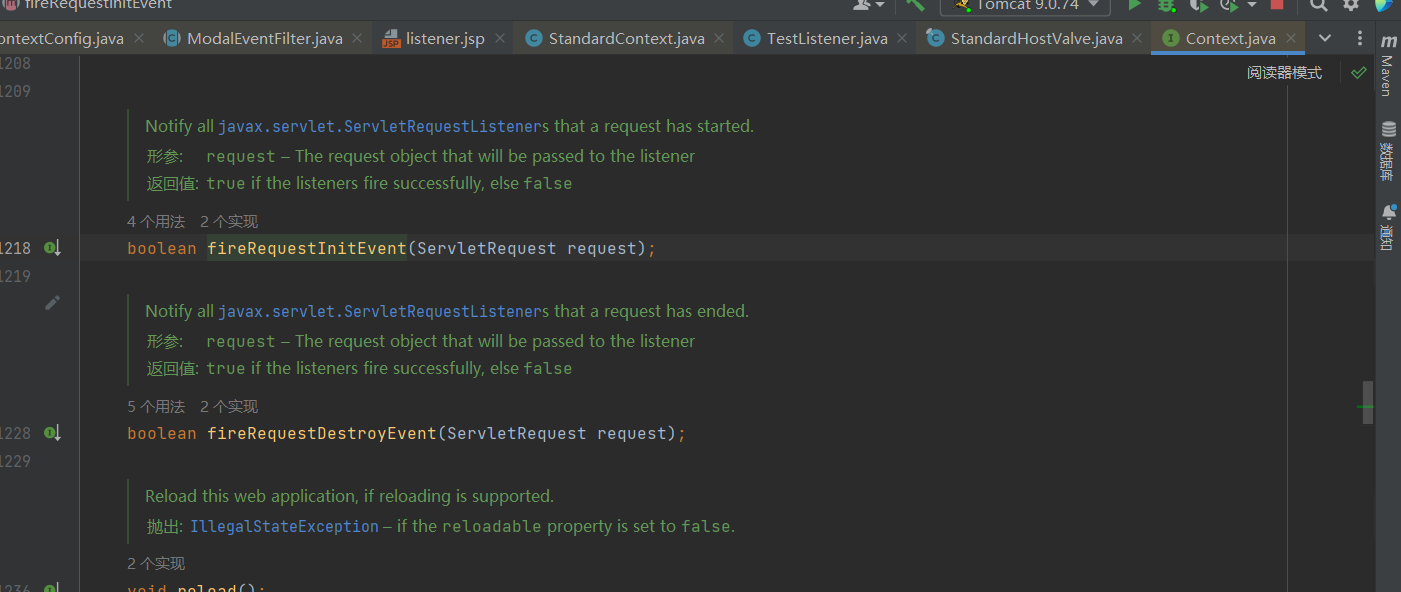 fireRequestInitEvent
Tomcat 9.0.74
ontextConfig.java ModalEventFilter.java listener.jsp StandardContext.java TestListener.java StandardHostValve.java Context.java
Maven
数据库
通知
阅读器模式
1208
1209
Notify all javax.servlet.ServletRequestListeners that a request has started.
形参: request – The request object that will be passed to the listener
返回值: true if the listeners fire successfully, else false
4 个用法 2 个实现
1218 boolean fireRequestInitEvent(ServletRequest request);
1219
Notify all javax.servlet.ServletRequestListeners that a request has ended.
形参: request – The request object that will be passed to the listener
返回值: true if the listeners fire successfully, else false
5 个用法 2 个实现
1228 boolean fireRequestDestroyEvent(ServletRequest request);
1229
Reload this web application, if reloading is supported.
抛出: IllegalStateException – if the reloadable property is set to false.
2 个实现
1236 void reload();